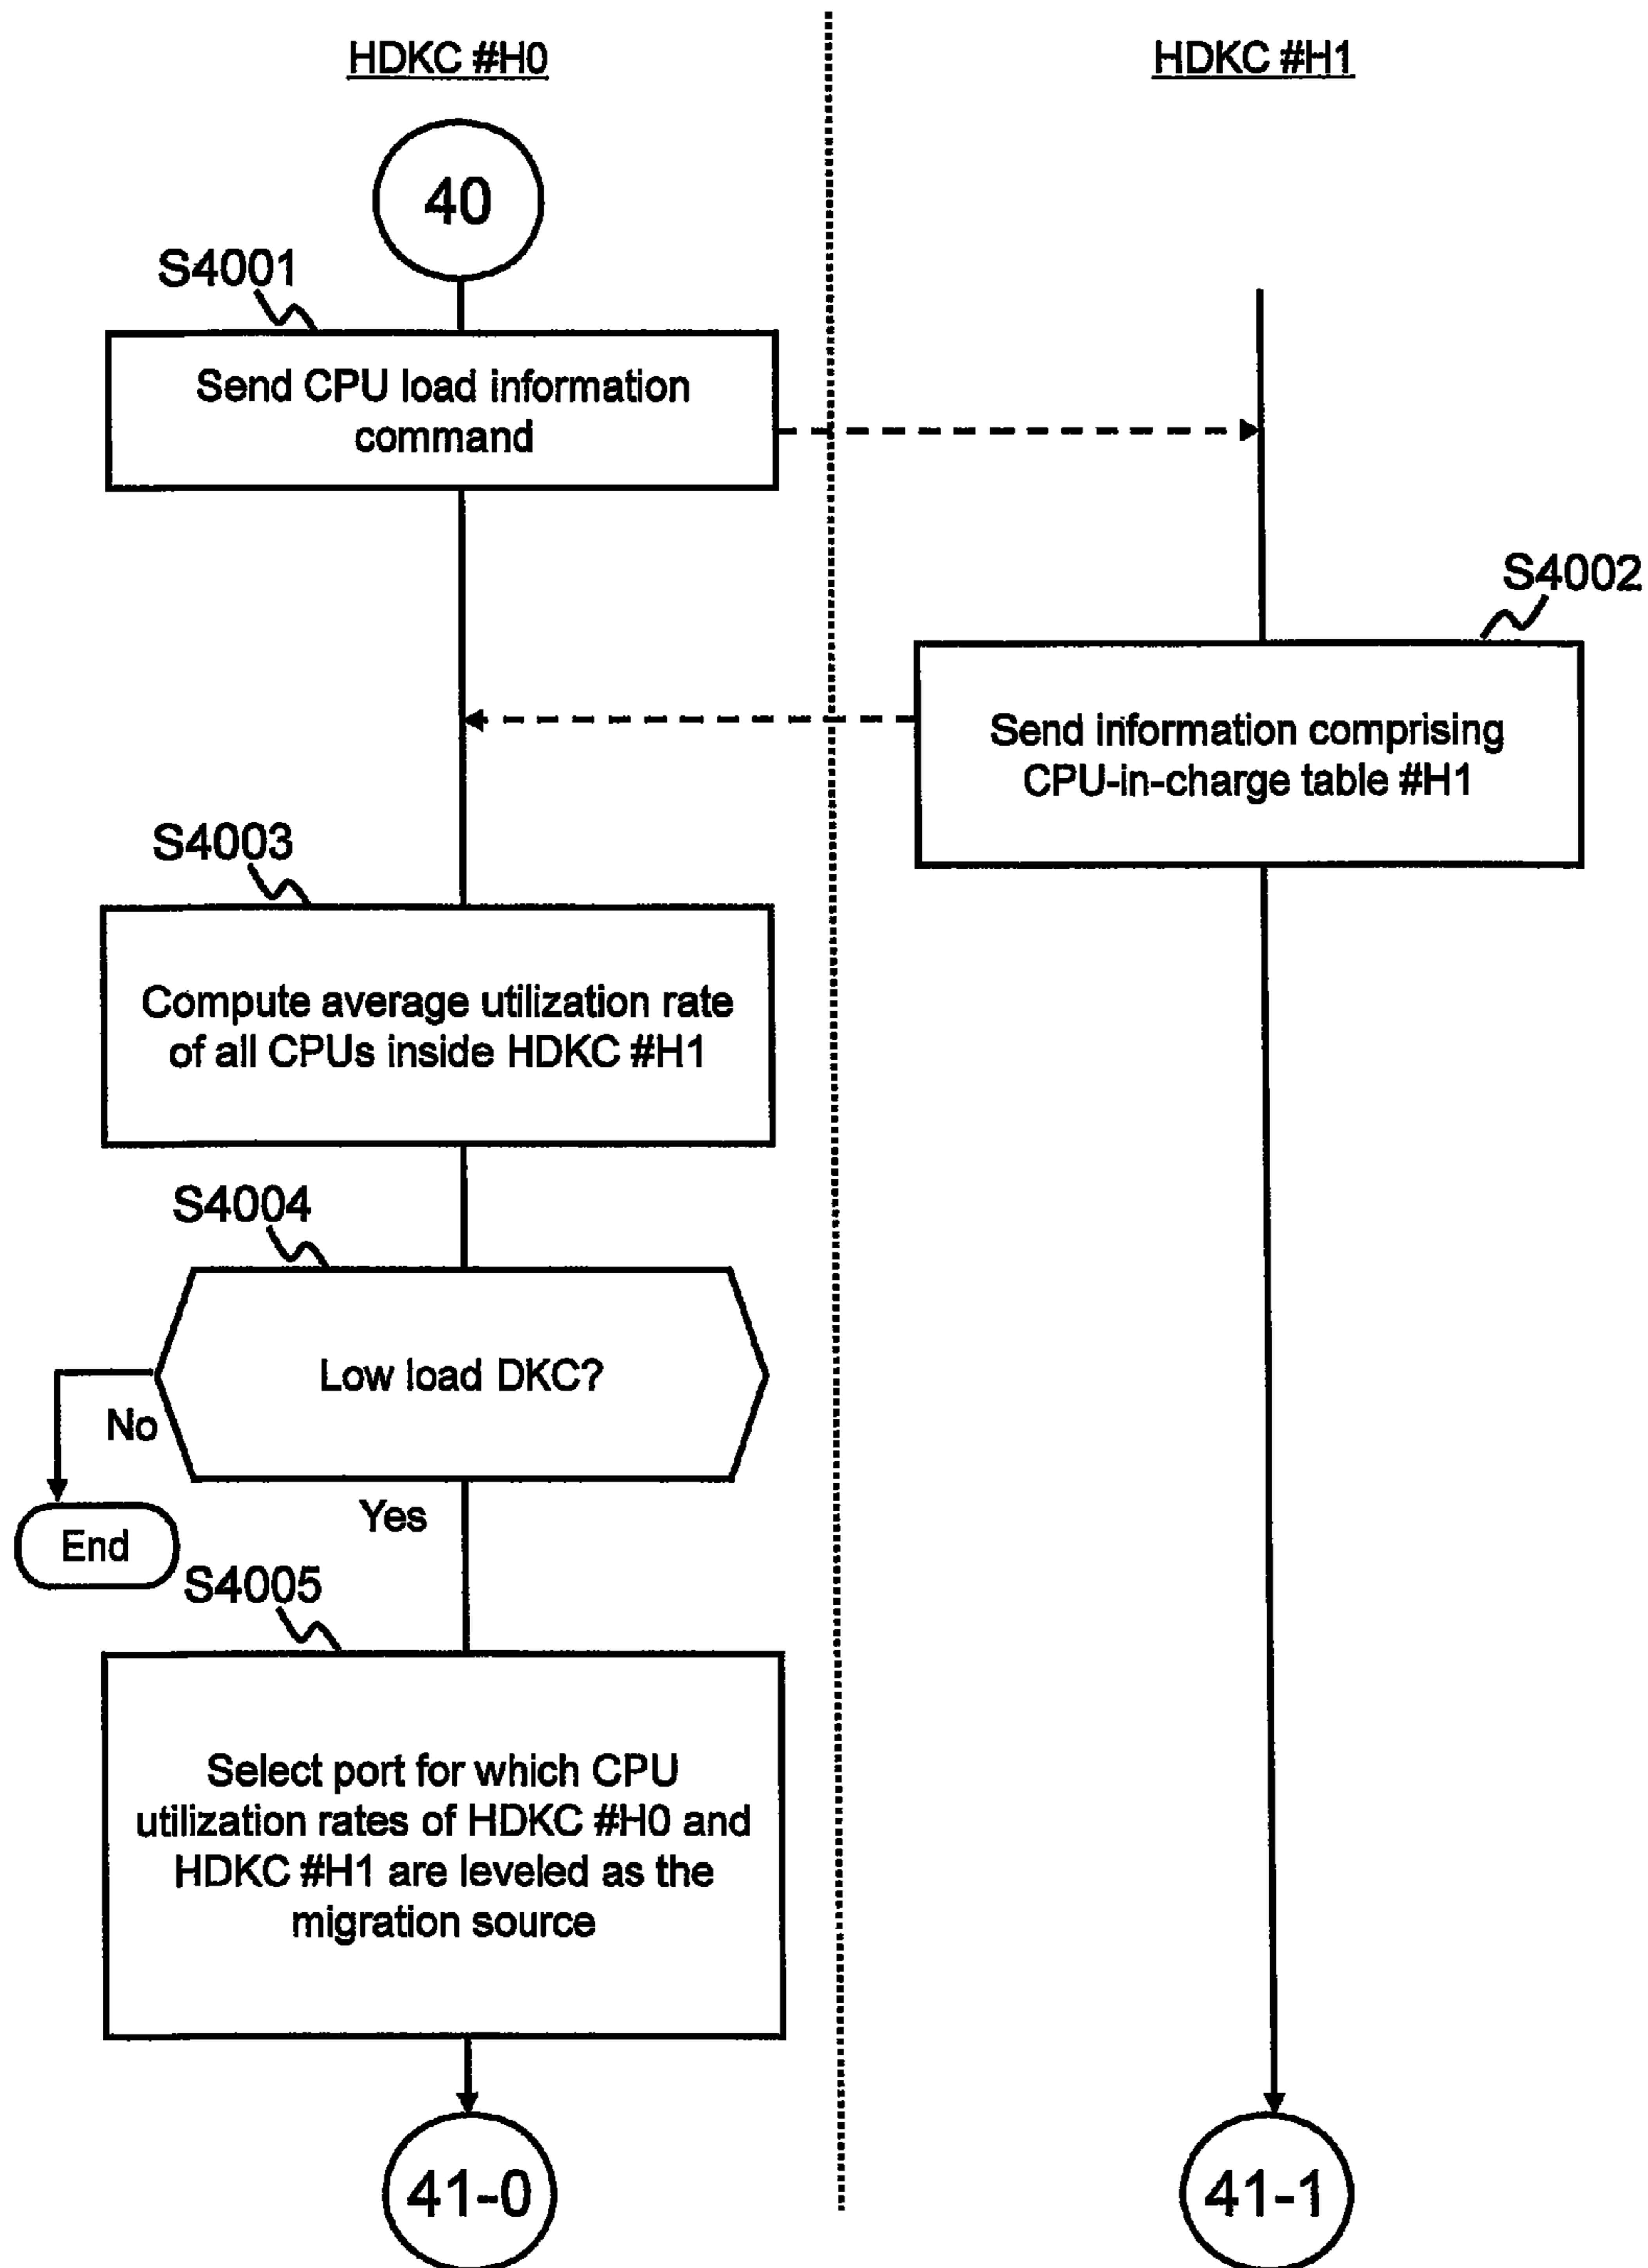 HDKC #H0
HDKC #H1
40
S4001
Send CPU load information
command
S4002
Send information comprising
CPU-in-charge table #H1
S4003
Compute average utilization rate
of all CPUs inside HDKC #H1
S4004
Low load DKC?
No
End
Yes
S4005
Select port for which CPU
utilization rates of HDKC #H0 and
HDKC #H1 are leveled as the
migration source
41-0
41-1